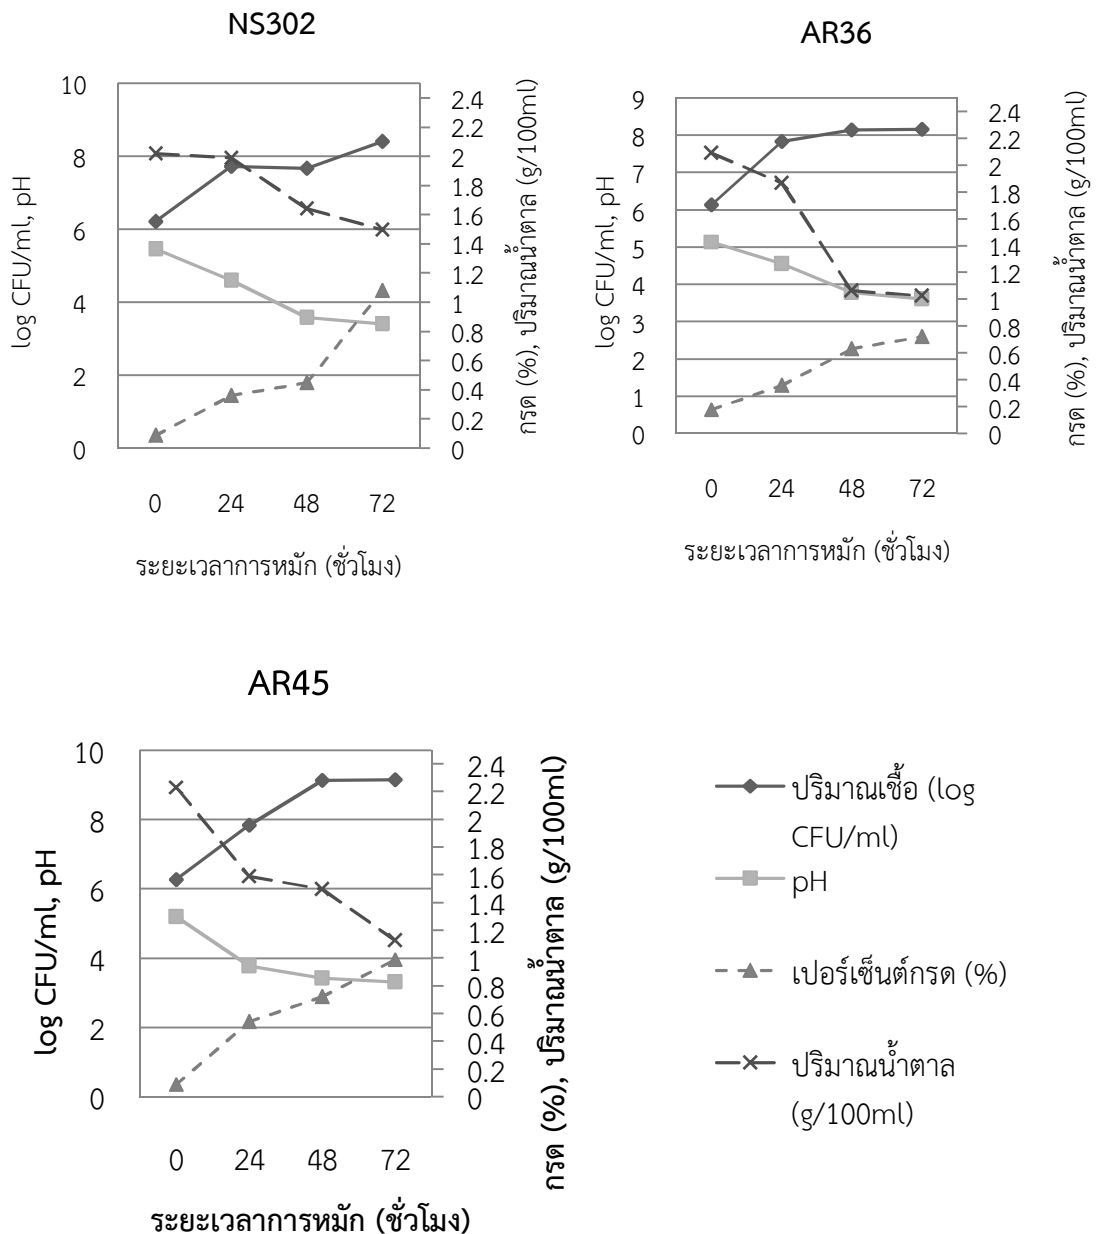 NS302
10
8
6
4
2
0
log CFU/ml, pH
2.4
2.2
2
1.8
1.6
1.4
1.2
1
0.8
0.6
0.4
0.2
0
กรด (%), ปริมาณน้ำตาล (g/100ml)
0 24 48 72
ระยะเวลาการหมัก (ชั่วโมง)
AR36
9
8
7
6
5
4
3
2
1
0
log CFU/ml, pH
2.4
2.2
2
1.8
1.6
1.4
1.2
1
0.8
0.6
0.4
0.2
0
กรด (%), ปริมาณน้ำตาล (g/100ml)
0 24 48 72
ระยะเวลาการหมัก (ชั่วโมง)
AR45
10
8
6
4
2
0
log CFU/ml, pH
2.4
2.2
2
1.8
1.6
1.4
1.2
1
0.8
0.6
0.4
0.2
0
กรด (%), ปริมาณน้ำตาล (g/100ml)
0 24 48 72
ระยะเวลาการหมัก (ชั่วโมง)
ปริมาณเชื้อ (log
CFU/ml)
pH
เปอร์เซ็นต์กรด (%)
ปริมาณน้ำตาล
(g/100ml)